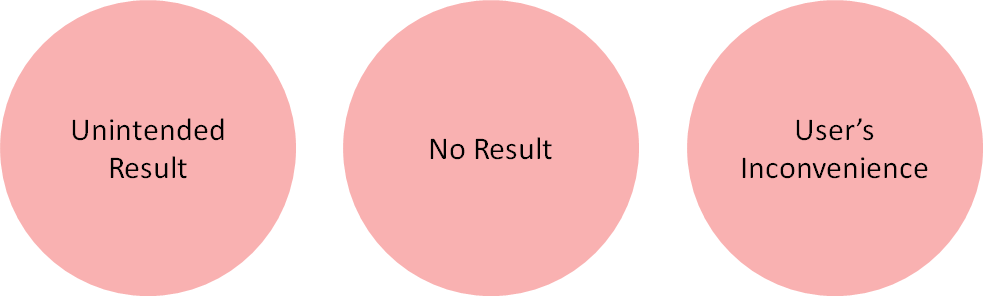 Unintended
Result
No Result
User’s
Inconvenience